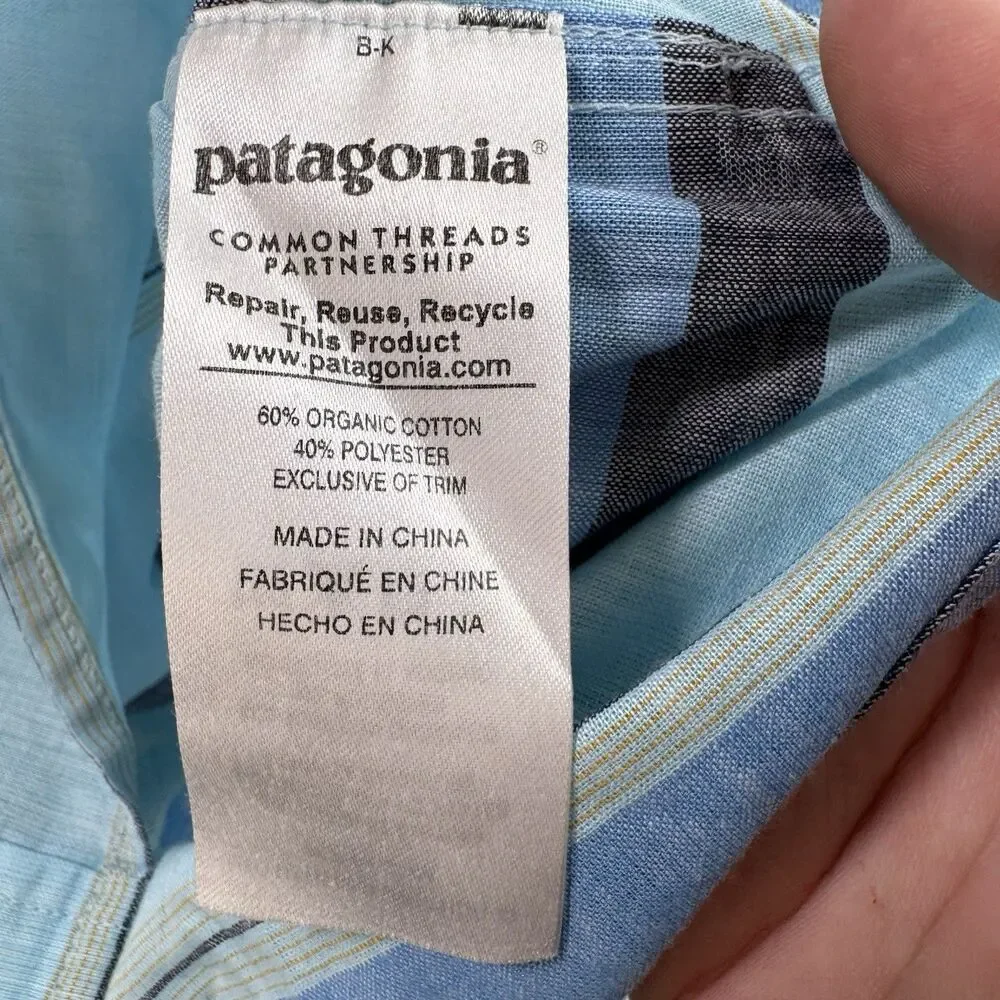 B-K
patagonia®
COMMON THREADS
PARTNERSHIP
Repair, Reuse, Recycle
This Product
www.patagonia.com
60% ORGANIC COTTON
40% POLYESTER
EXCLUSIVE OF TRIM
MADE IN CHINA
FABRIQUÉ EN CHINE
HECHO EN CHINA